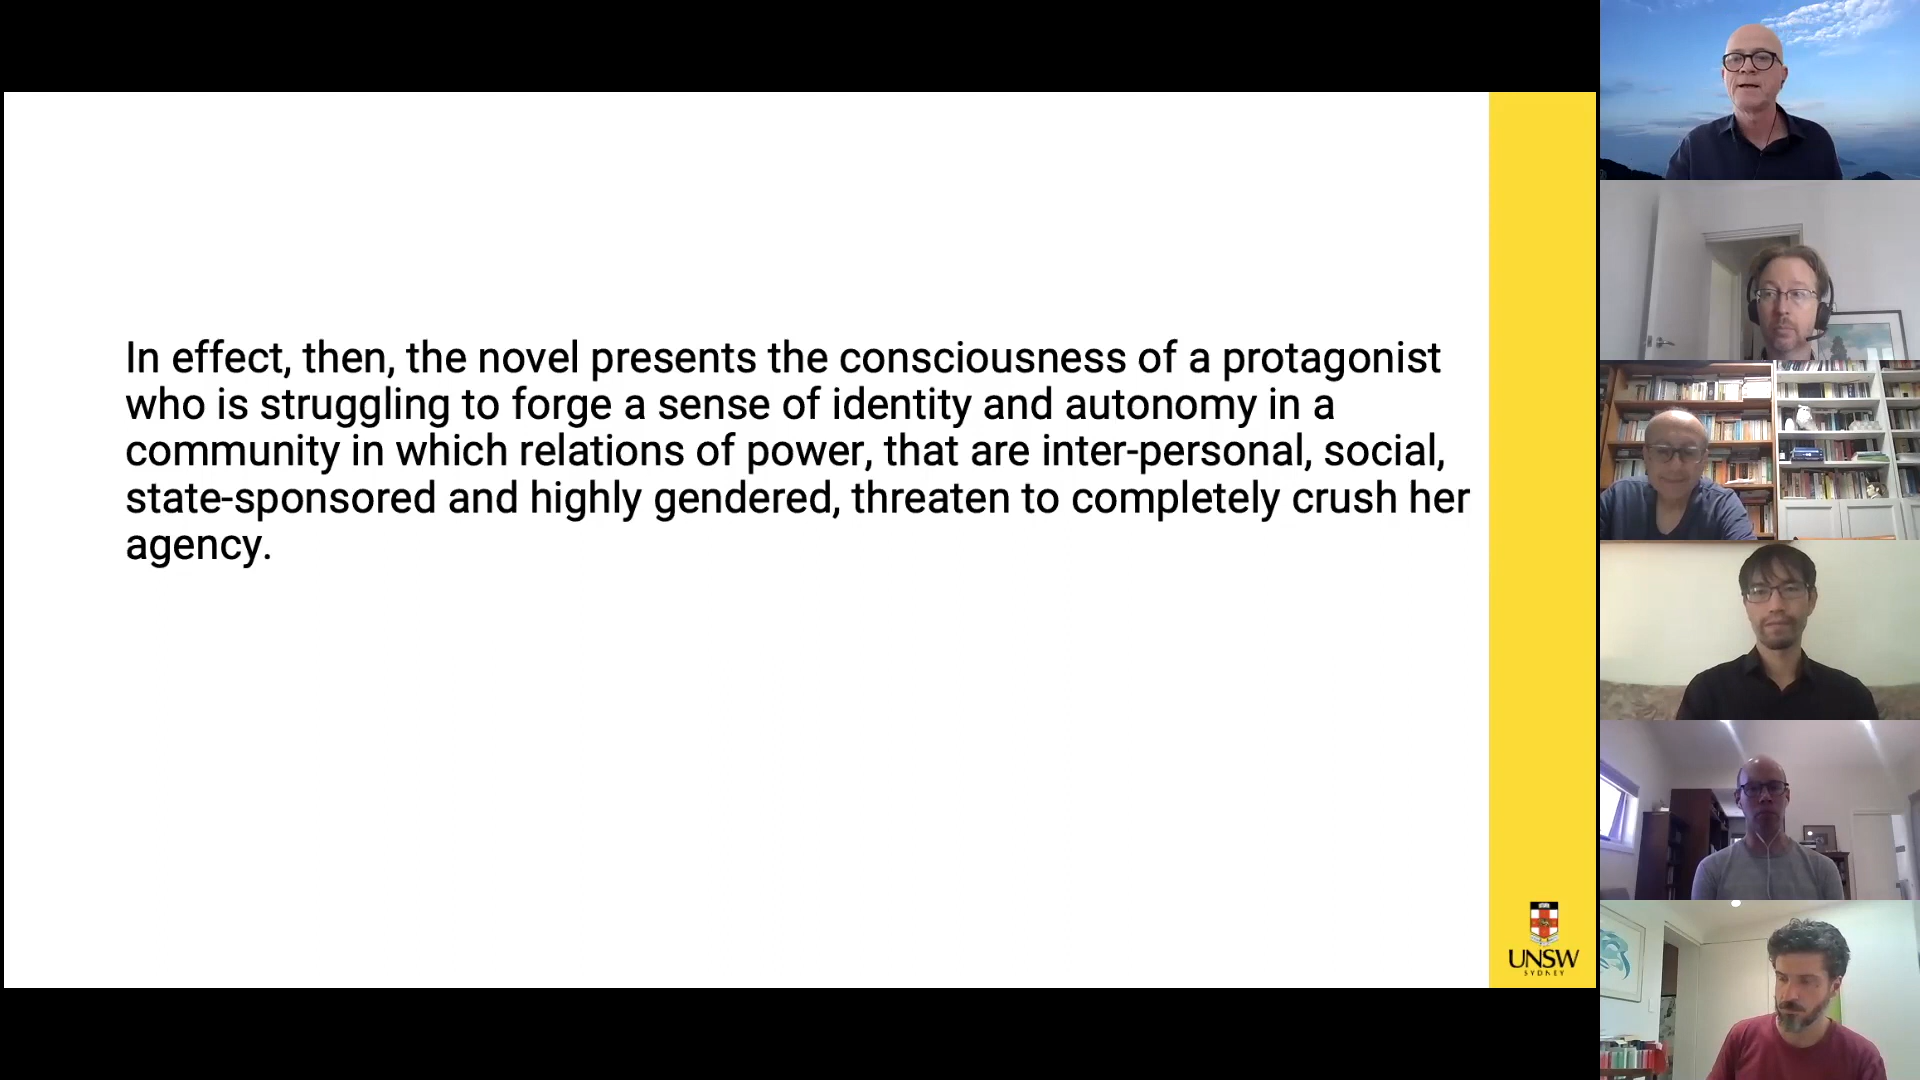 In effect, then, the novel presents the consciousness of a protagonist
who is struggling to forge a sense of identity and autonomy in a
community in which relations of power, that are inter-personal, social,
state-sponsored and highly gendered, threaten to completely crush her
agency.
UNSW
SYDNEY